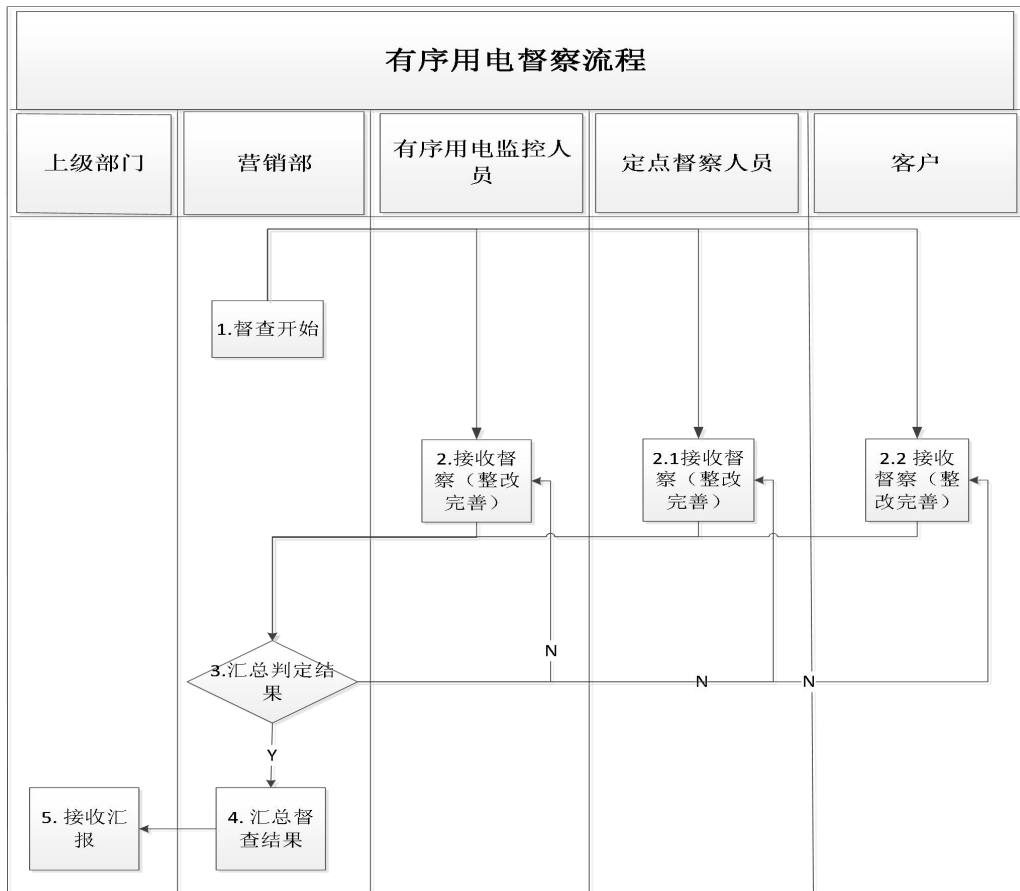 有序用电督察流程
上级部门
营销部
有序用电监控人
员
定点督察人员
客户
1.督查开始
2.接收督
察（整改
完善）
2.1接收督
察（整改
完善）
2.2 接收
督察（整
改完善）
N
3.汇总判定结
果
N
N
Y
5. 接收汇
报
4. 汇总督
查结果